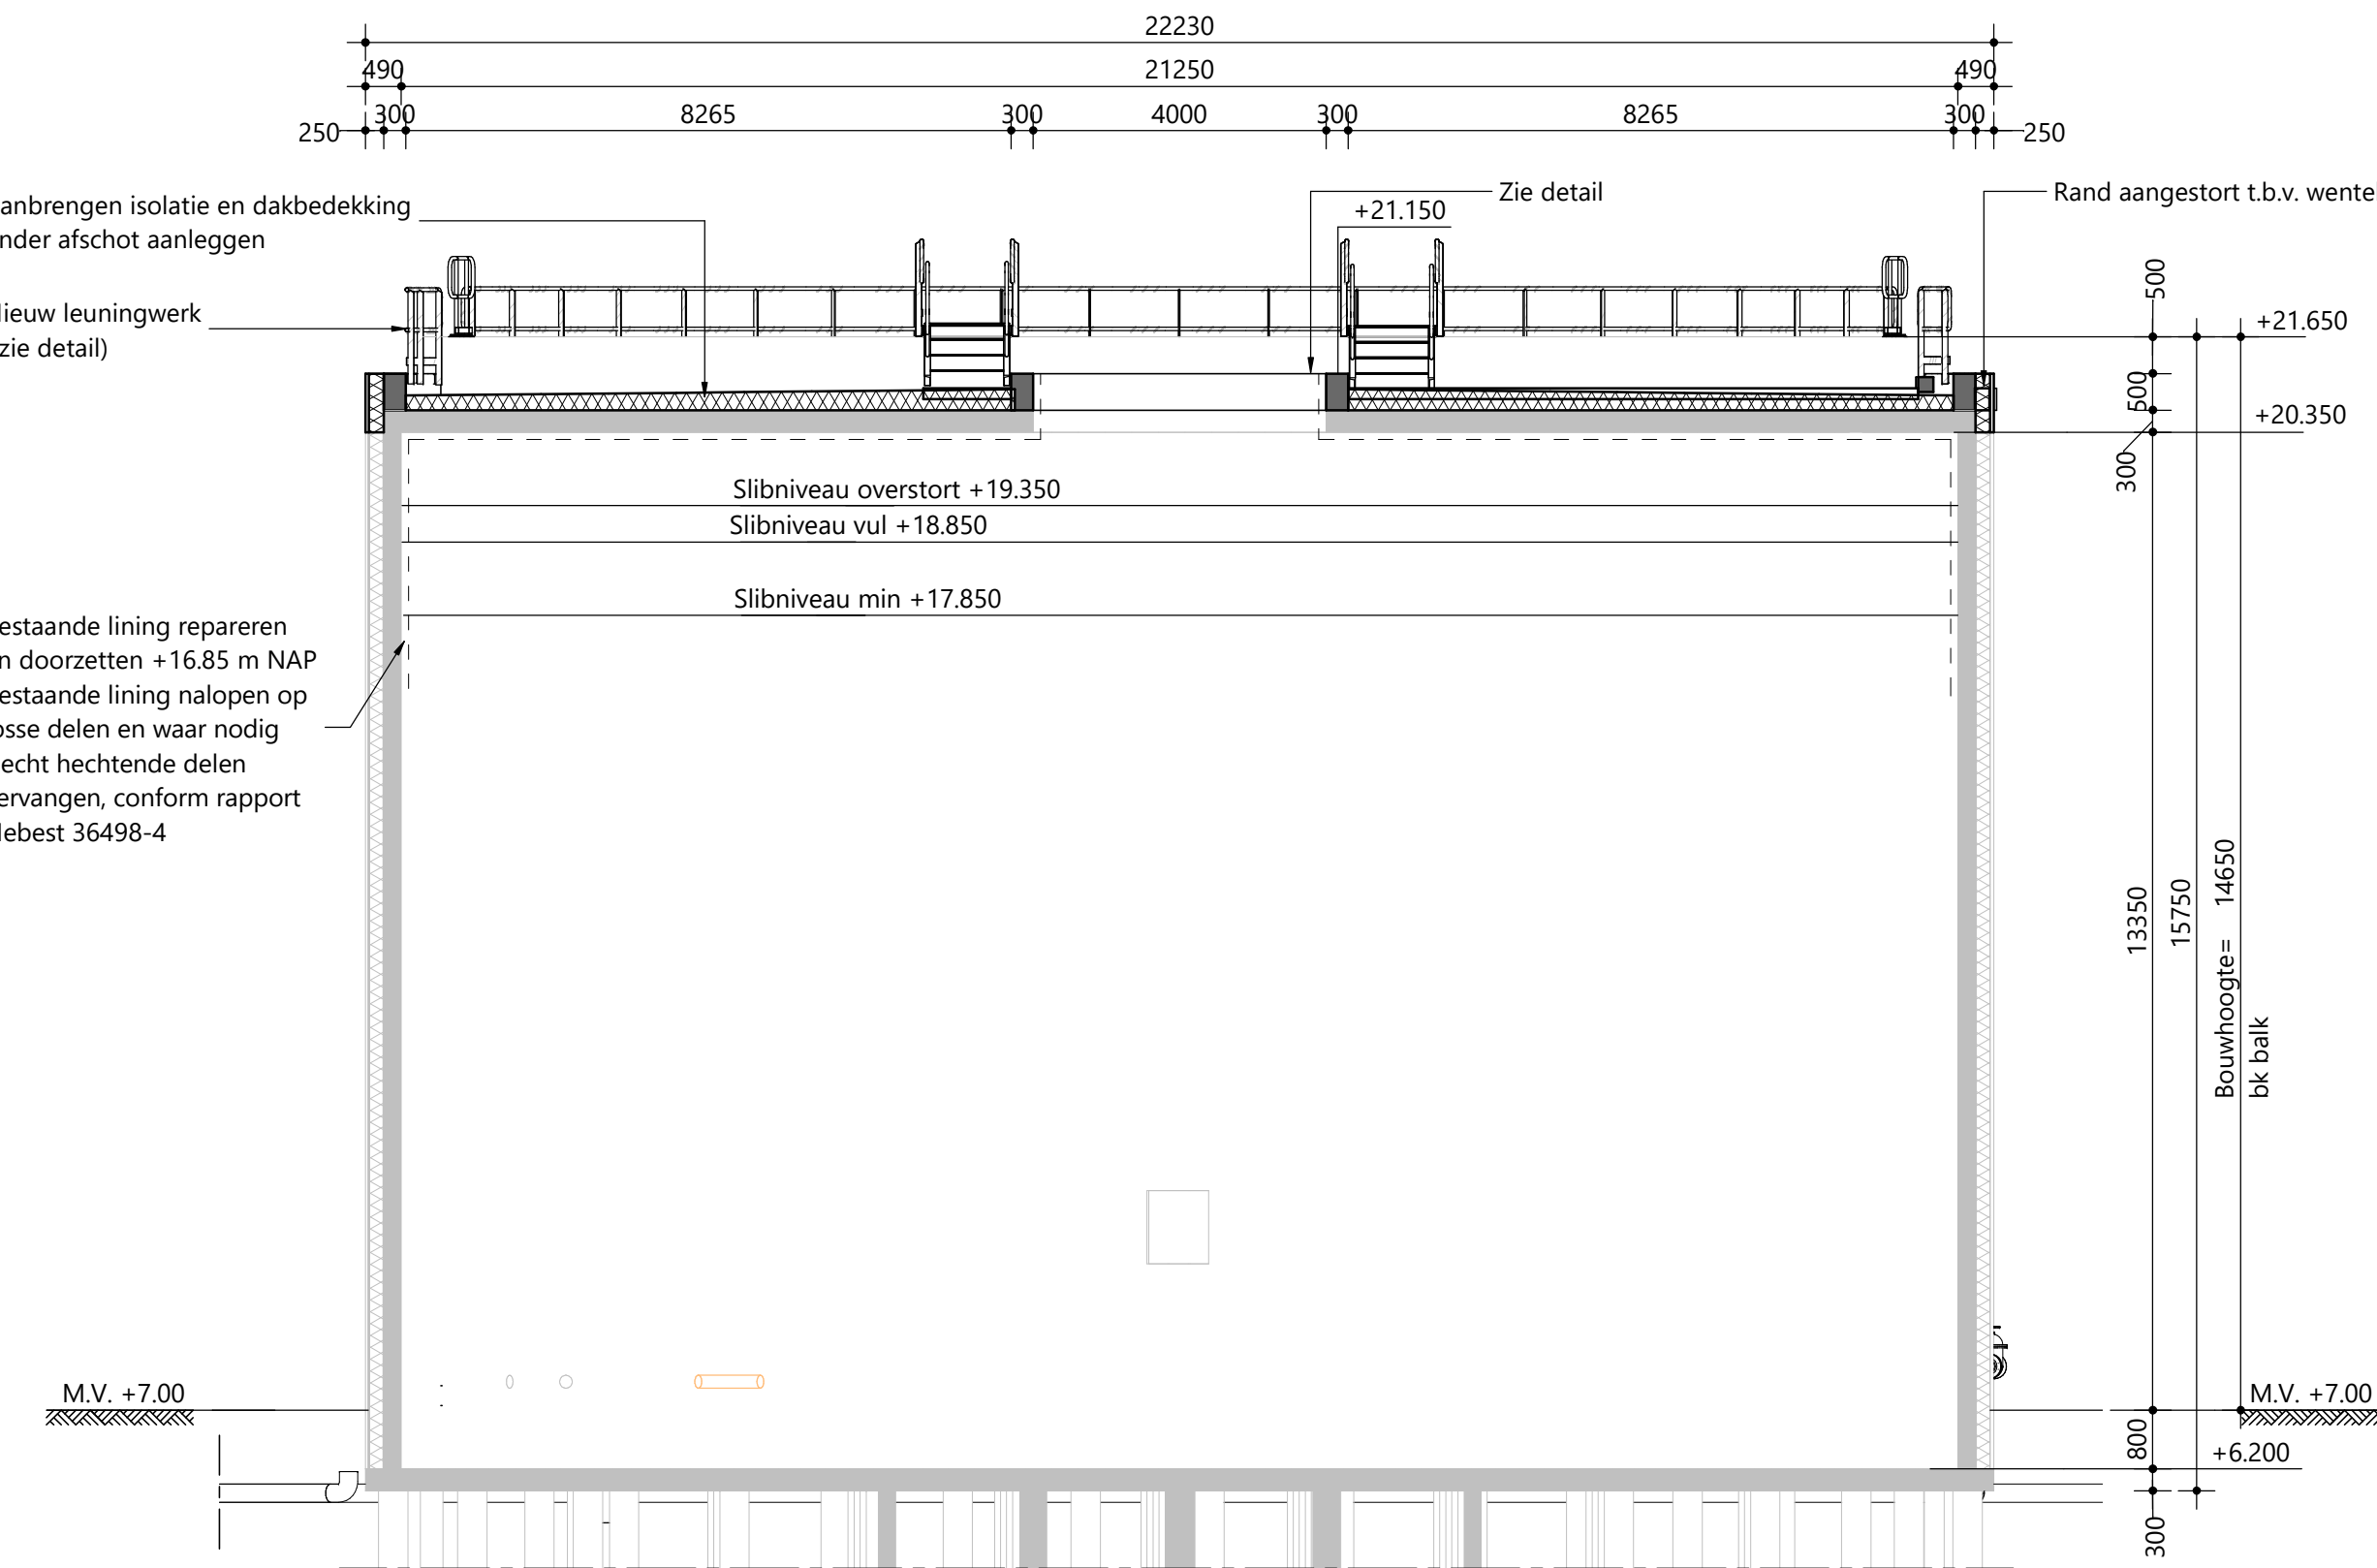 22230
490 21250 490
250 300 8265 300 4000 300 8265 300 250
anbrengen isolatie en dakbedekking
nder afschot aanleggen
Zie detail
+21.150
Rand aangestort t.b.v. wentel
ieuw leuningwerk
zie detail)
500
+21.650
500
+20.350
300
Slibniveau overstort +19.350
Slibniveau vul +18.850
Slibniveau min +17.850
estaande lining repareren
n doorzetten +16.85 m NAP
estaande lining nalopen op
osse delen en waar nodig
lecht hechtende delen
ervangen, conform rapport
Nebest 36498-4
13350
15750
Bouwhoogte= 14650
bk balk
M.V. +7.00
M.V. +7.00
800
+6.200
300